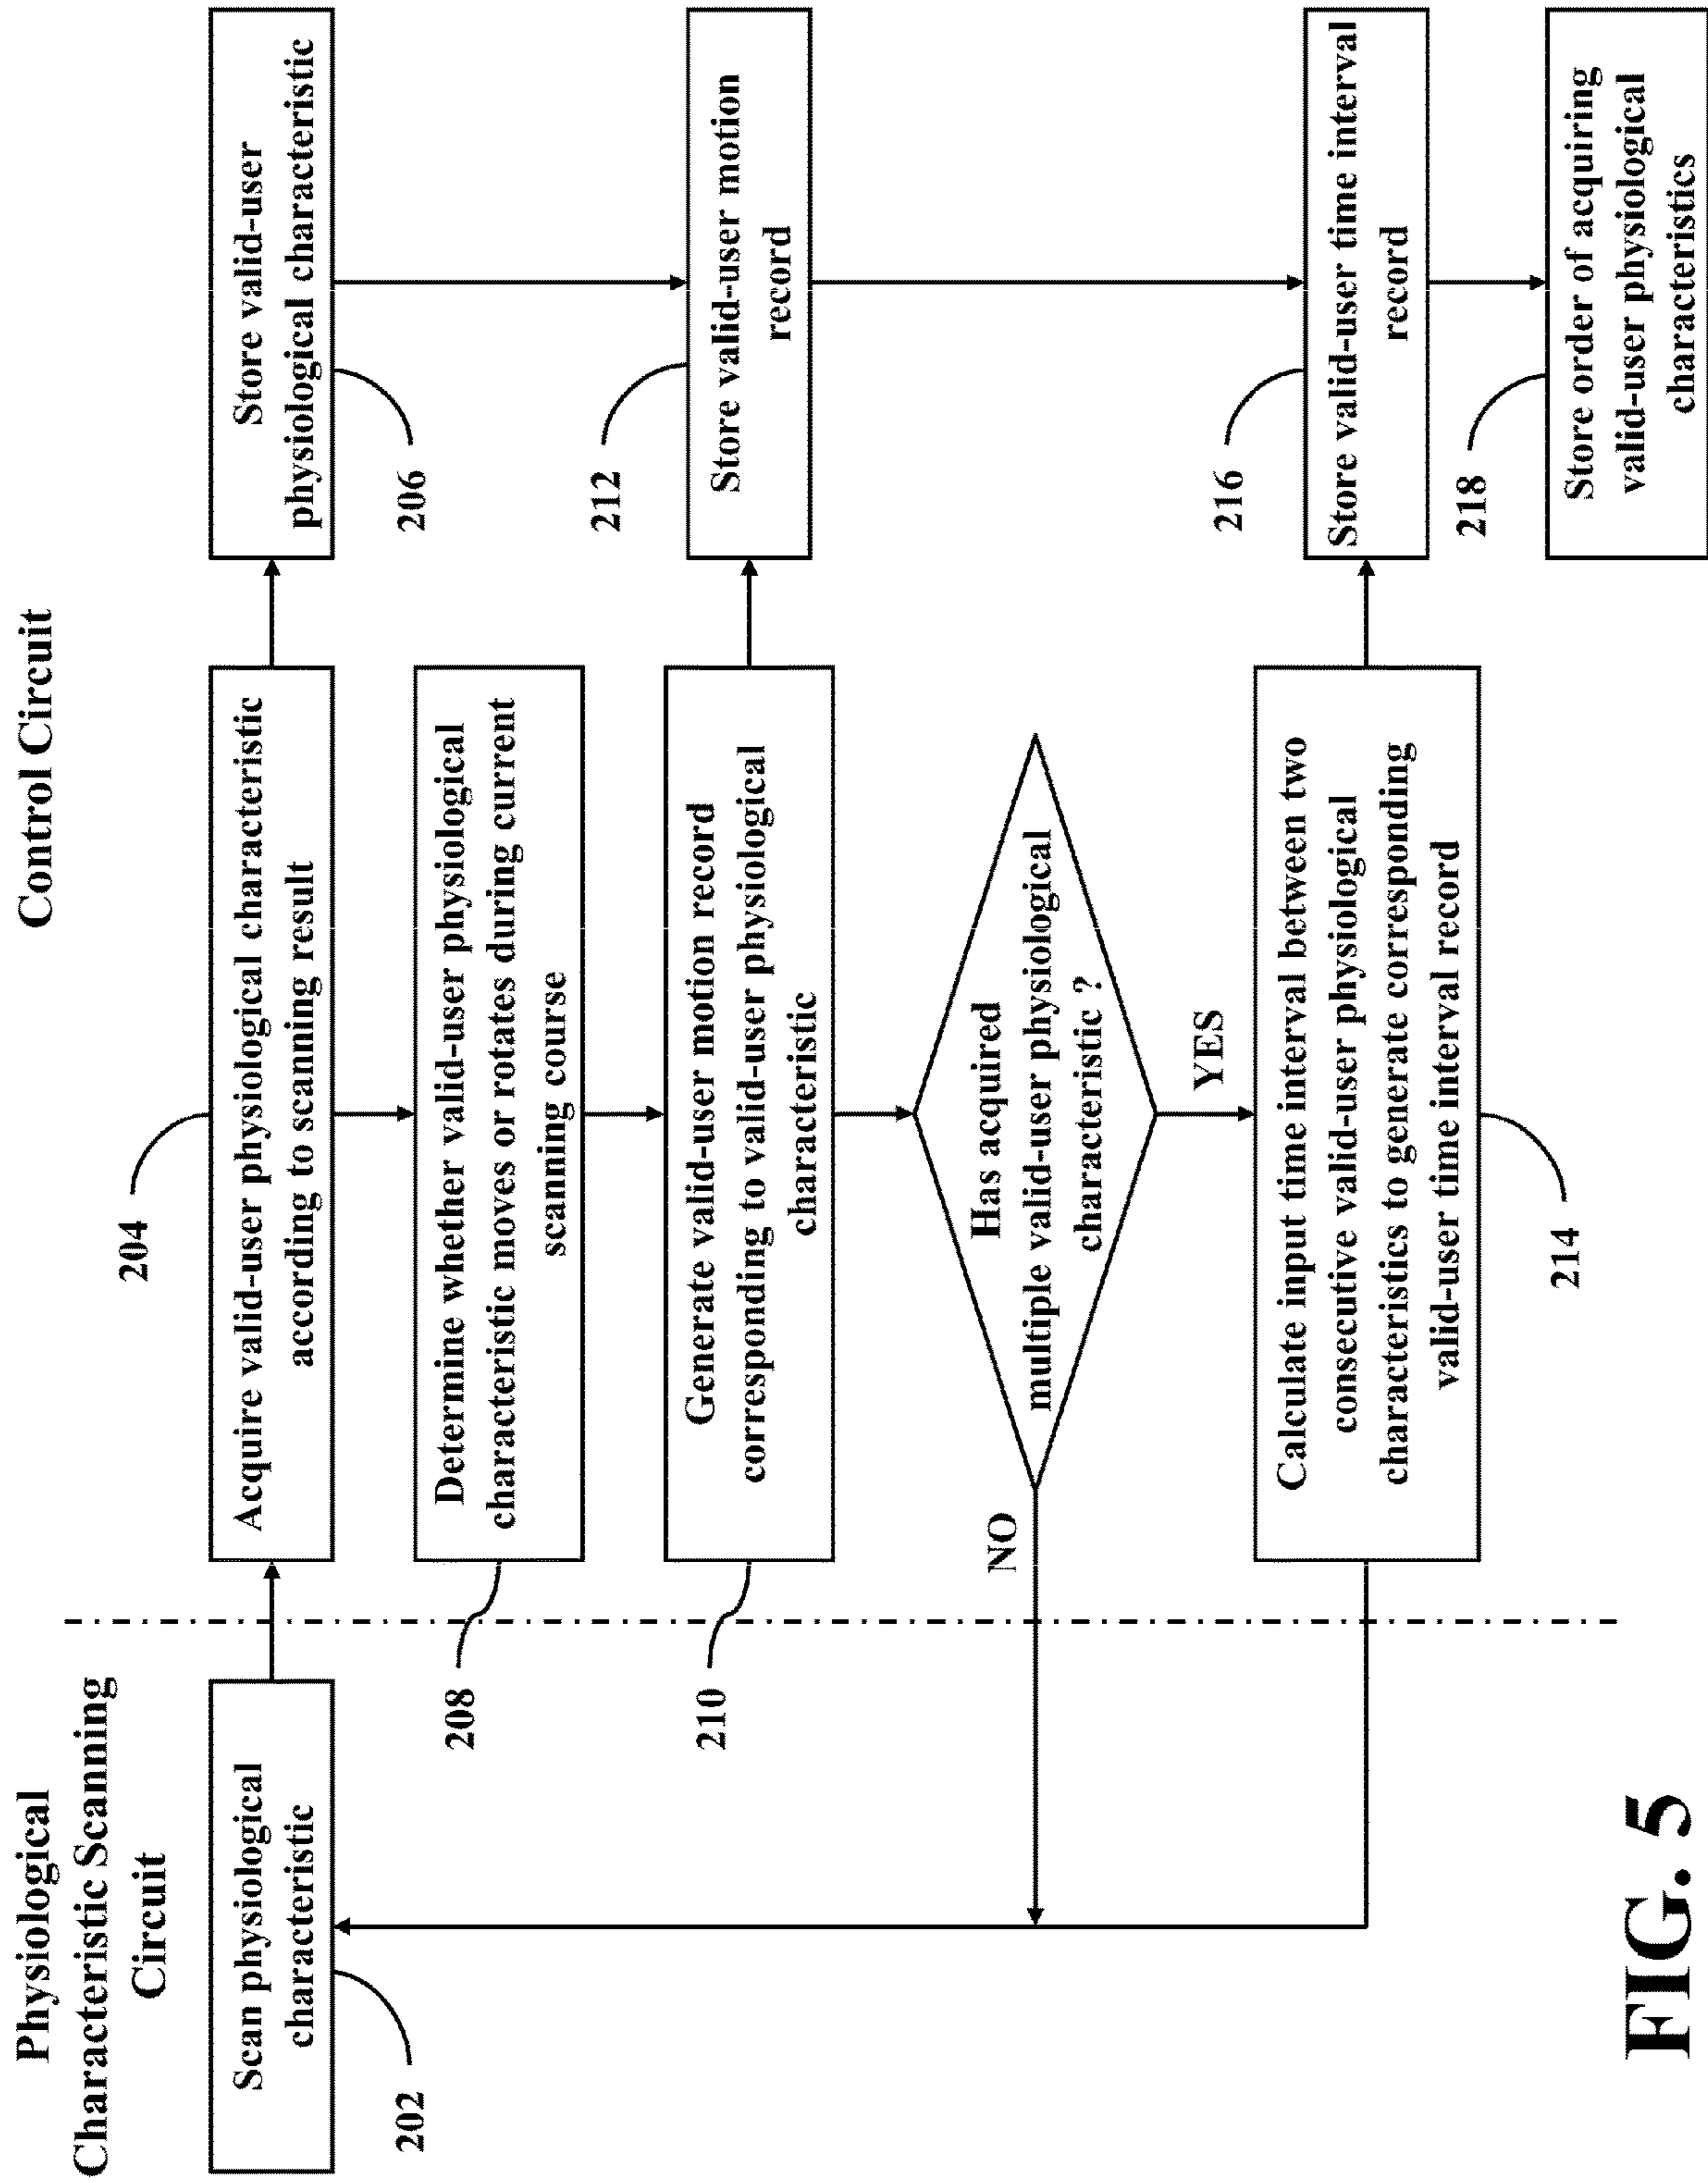 Physiological
Characteristic Scanning
Circuit
Control Circuit
Scan physiological
characteristic
202
204
Acquire valid-user physiological characteristic
according to scanning result
Store valid-user
physiological characteristic
206
Determine whether valid-user physiological
characteristic moves or rotates during current
scanning course
208
Generate valid-user motion record
corresponding to valid-user physiological
characteristic
210
212
Store valid-user motion
record
Has acquired
multiple valid-user physiological
characteristic ?
NO
YES
Calculate input time interval between two
consecutive valid-user physiological
characteristics to generate corresponding
valid-user time interval record
214
216
Store valid-user time interval
record
218
Store order of acquiring
valid-user physiological
characteristics
FIG. 5